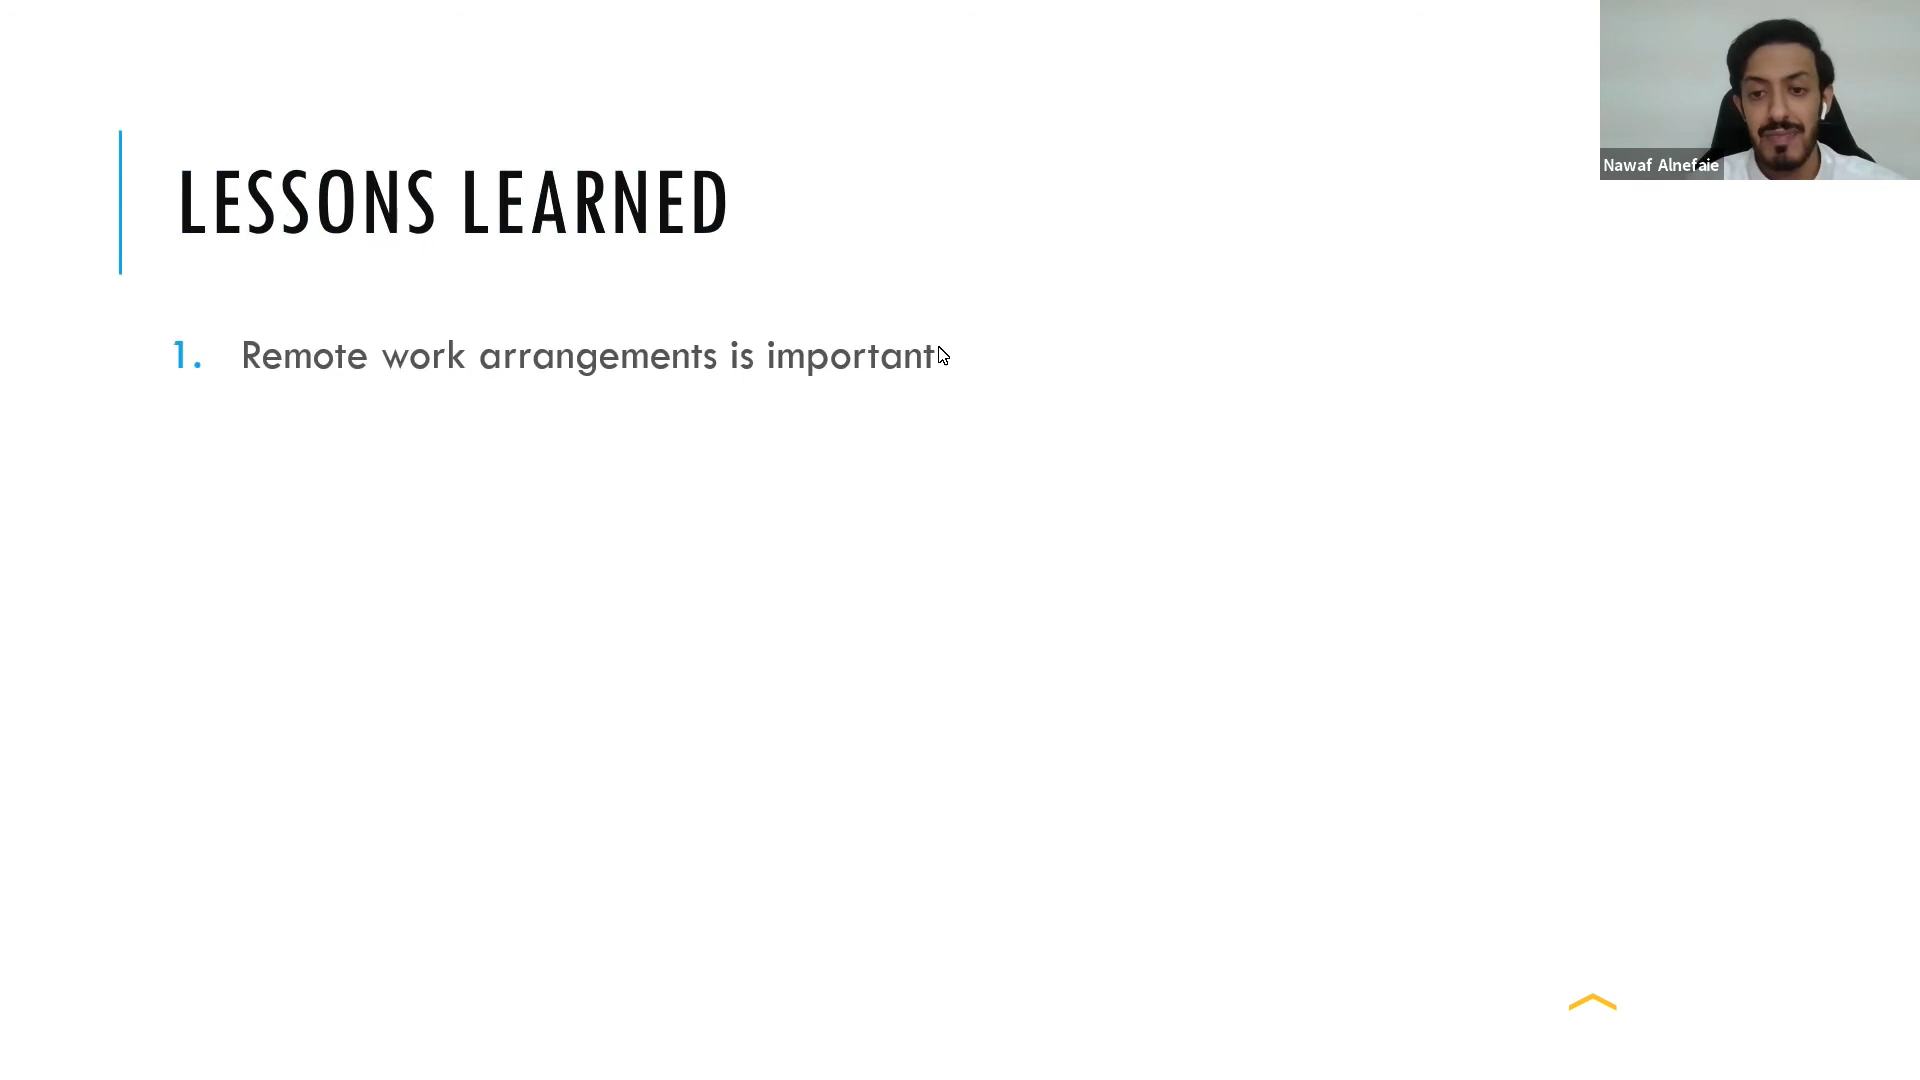 LESSONS LEARNED
1. Remote work arrangements is important
Nawaf Alnefaie